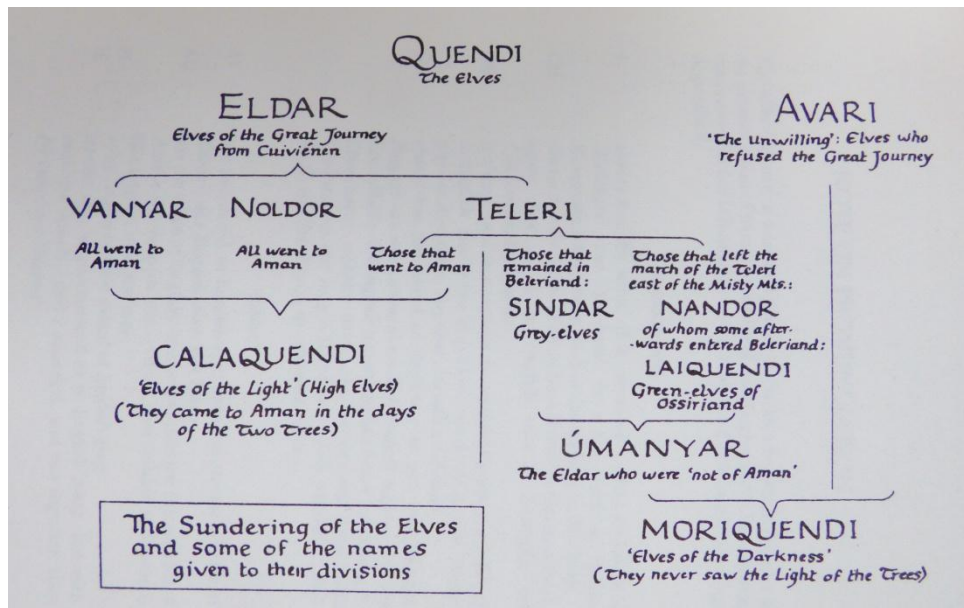 QUENDI
The Elves
ELDAR
Elves of the Great Journey
from Cuiviénen
AVARI
'The Unwilling': Elves who
refused the Great Journey
VANYAR
NOLDOR
TELERI
All went to
Aman
All went to
Aman
Those that
went to Aman
Those that
remained in
Beleriand:
Those that left the
march of the Teleri
east of the Misty Mts.:
SINDAR
Grey-elves
NANDOR
of whom some after-
-wards entered Beleriand:
LAIQUENDI
Green-elves of
Ossiriand
CALAQUENDI
'Elves of the Light' (High Elves)
(They came to Aman in the days
of the Two Trees)
ÚMANYAR
The Eldar who were 'not of Aman'
MORIQUENDI
'Elves of the Darkness'
(They never saw the Light of the Trees)
The Sundering of the Elves
and some of the names
given to their divisions